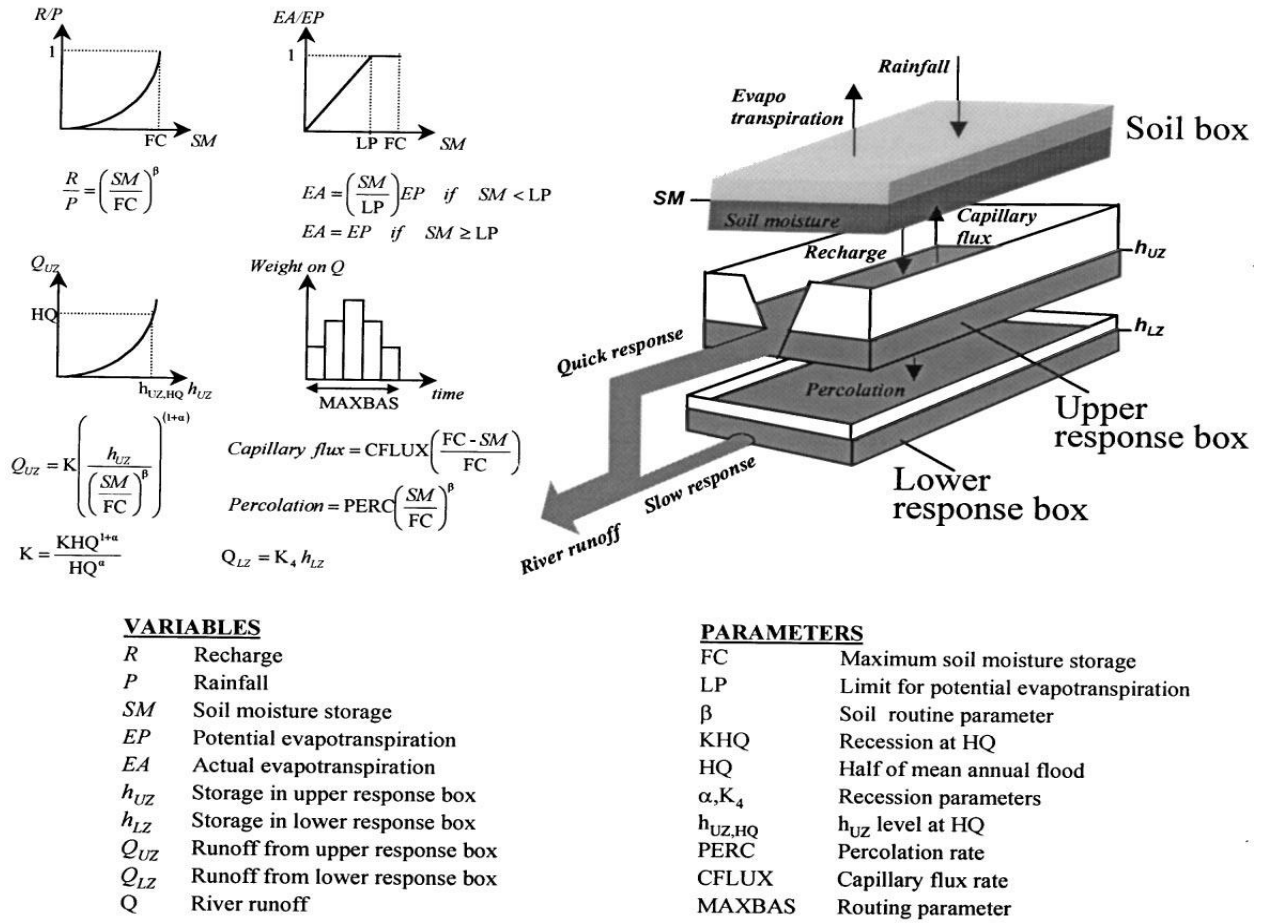 R/P
1
FC
SM
R/P = (SM/FC)^β
EA/EP
1
LP FC
SM
EA = (SM/LP)EP if SM < LP
EA = EP if SM ≥ LP
Q_UZ
HQ
h_UZ,HQ h_UZ
Q_UZ = K(h_UZ/(SM/FC)^β)^(1+α)
K = KHQ^1+α/HQ^α
Weight on Q
MAXBAS
time
Capillary flux = CFLUX((FC - SM)/FC)
Percolation = PERC(SM/FC)^β
Q_LZ = K_4 h_LZ
Rainfall
Evapo
transpiration
Soil box
SM
Soil moisture
Capillary
flux
Recharge
h_UZ
h_LZ
Quick response
Percolation
Upper
response box
Lower
response box
Slow response
River runoff
VARIABLES
R Recharge
P Rainfall
SM Soil moisture storage
EP Potential evapotranspiration
EA Actual evapotranspiration
h_UZ Storage in upper response box
h_LZ Storage in lower response box
Q_UZ Runoff from upper response box
Q_LZ Runoff from lower response box
Q River runoff
PARAMETERS
FC Maximum soil moisture storage
LP Limit for potential evapotranspiration
β Soil routine parameter
KHQ Recession at HQ
HQ Half of mean annual flood
α,K_4 Recession parameters
h_UZ,HQ h_UZ level at HQ
PERC Percolation rate
CFLUX Capillary flux rate
MAXBAS Routing parameter